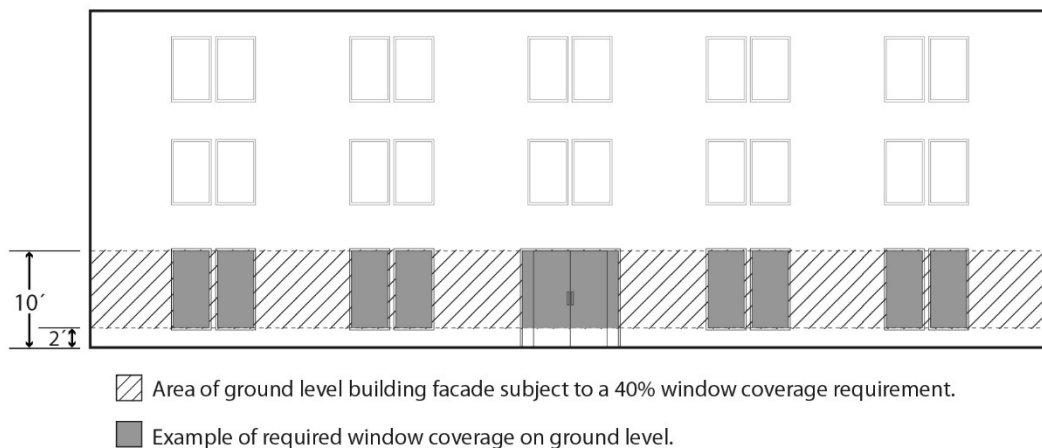 10´
2´
Area of ground level building facade subject to a 40% window coverage requirement.
Example of required window coverage on ground level.